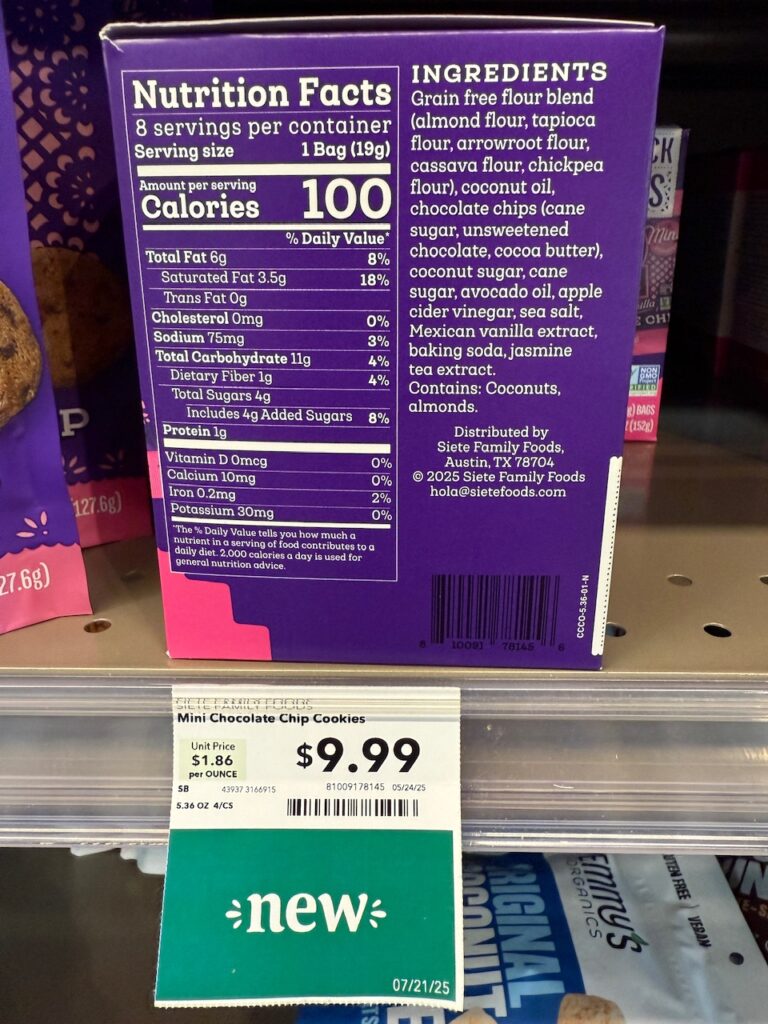 Nutrition Facts
8 servings per container
Serving size 1 Bag (19g)
Amount per serving
Calories 100
% Daily Value*
Total Fat 6g 8%
Saturated Fat 3.5g 18%
Trans Fat 0g
Cholesterol 0mg 0%
Sodium 75mg 3%
Total Carbohydrate 11g 4%
Dietary Fiber 1g 4%
Total Sugars 4g
Includes 4g Added Sugars 8%
Protein 1g
Vitamin D 0mcg 0%
Calcium 10mg 0%
Iron 0.2mg 2%
Potassium 30mg 0%
*The % Daily Value tells you how much a
nutrient in a serving of food contributes to a
daily diet. 2,000 calories a day is used for
general nutrition advice.
INGREDIENTS
Grain free flour blend
(almond flour, tapioca
flour, arrowroot flour,
cassava flour, chickpea
flour), coconut oil,
chocolate chips (cane
sugar, unsweetened
chocolate, cocoa butter),
coconut sugar, cane
sugar, avocado oil, apple
cider vinegar, sea salt,
Mexican vanilla extract,
baking soda, jasmine
tea extract.
Contains: Coconuts,
almonds.
Distributed by
Siete Family Foods,
Austin, TX 78704
© 2025 Siete Family Foods
hola@sietefoods.com
8 10091 78145 6
CCCO-5.36-01-N
P
127.6g)
27.6g)
CK
S
Mini
illa
E CHI
NON
GMO
g) BAGS
(152g)
SIETE FAMILY FOODS
Mini Chocolate Chip Cookies
Unit Price
$1.86
per OUNCE
$9.99
SB 43937 3166915 81009178145 05/24/25
5.36 OZ 4/CS
new
07/21/25
ORIGINAL
COCONUT
Emmy's
ORGANICS
GLUTEN FREE VEGAN